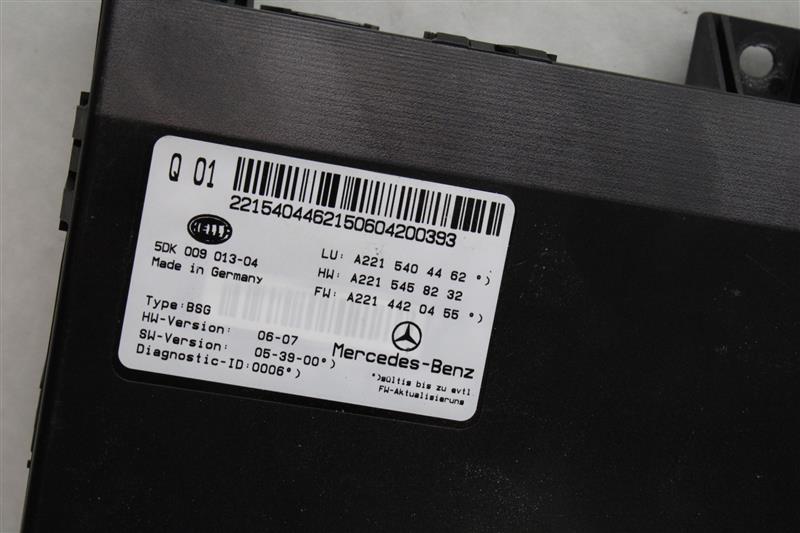 Q 01
2215404462150604200393
HELLA
5DK 009 013-04
Made in Germany
LU: A221 540 44 62 *)
HW: A221 545 82 32
FW: A221 442 04 55 *)
Type:BSG
HW-Version: 06-07
SW-Version: 05-39-00*)
Diagnostic-ID:0006*)
Mercedes-Benz
*)gültig bis zu evtl
FW-Aktualisierung